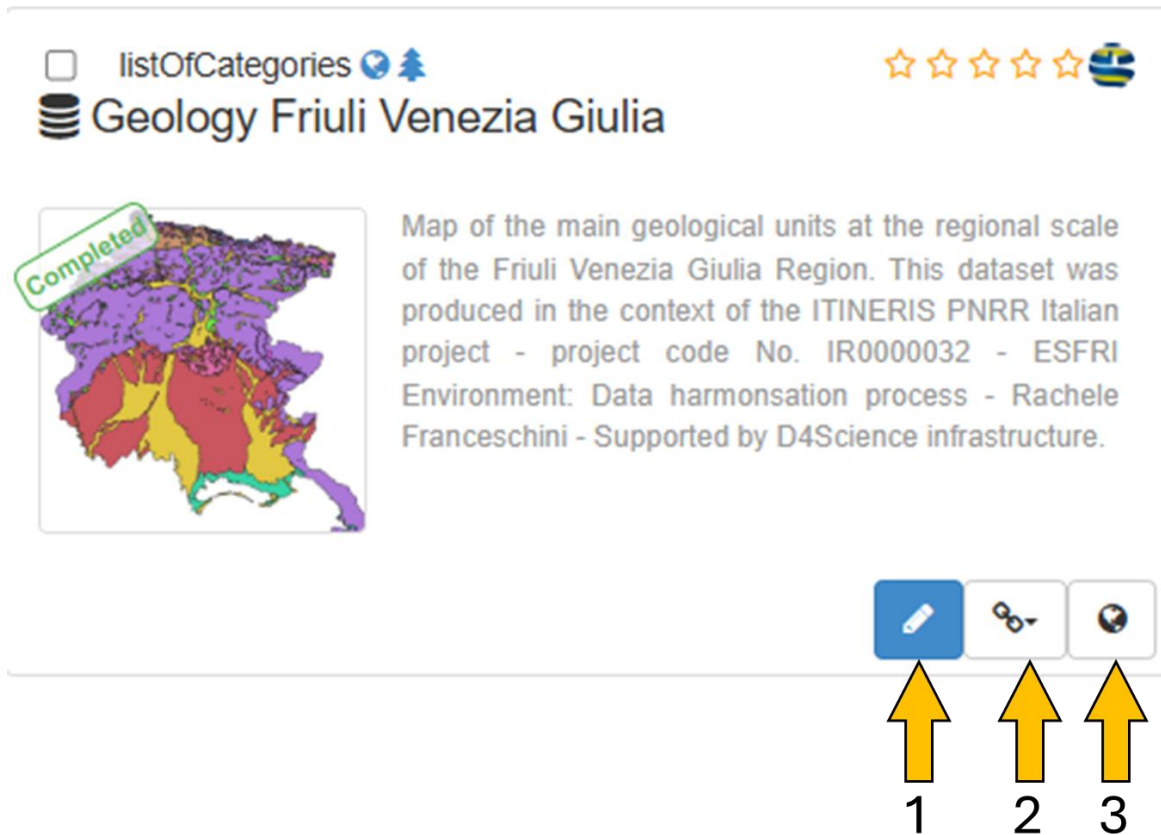 listOfCategories
Geology Friuli Venezia Giulia
Completed
Map of the main geological units at the regional scale
of the Friuli Venezia Giulia Region. This dataset was
produced in the context of the ITINERIS PNRR Italian
project - project code No. IR0000032 - ESFRI
Environment: Data harmonsation process - Rachele
Franceschini - Supported by D4Science infrastructure.
1 2 3